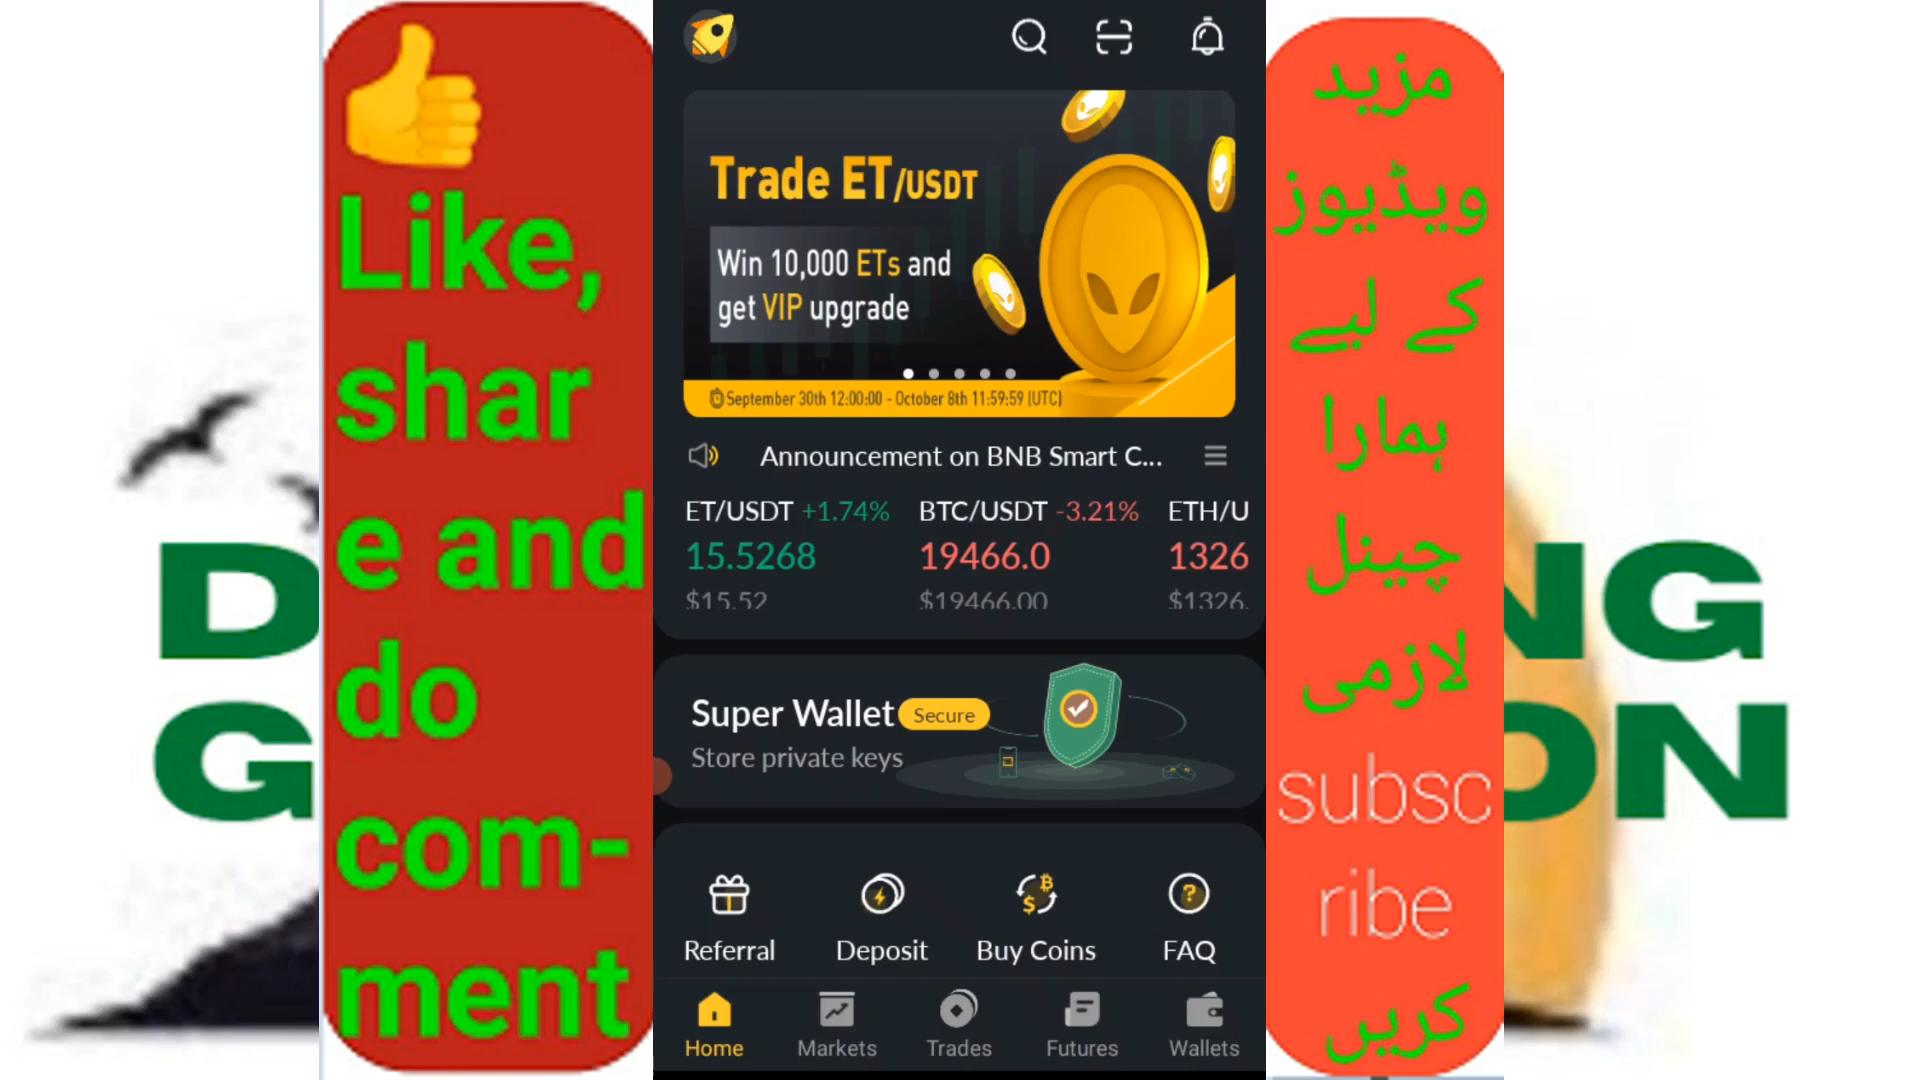 Like,
shar
e and
do
com-
ment
Trade ET/USDT
Win 10,000 ETs and
get VIP upgrade
September 30th 12:00:00 - October 8th 11:59:59 (UTC)
Announcement on BNB Smart C...
ET/USDT +1.74% BTC/USDT -3.21% ETH/U
15.5268 19466.0 1326
$15.52 $19466.00 $1326.
Super Wallet Secure
Store private keys
Referral Deposit Buy Coins FAQ
Home Markets Trades Futures Wallets
مزید
ویڈیوز
کے لیے
ہمارا
چینل
لازمی
subsc
ribe
کریں
D NG
G ON